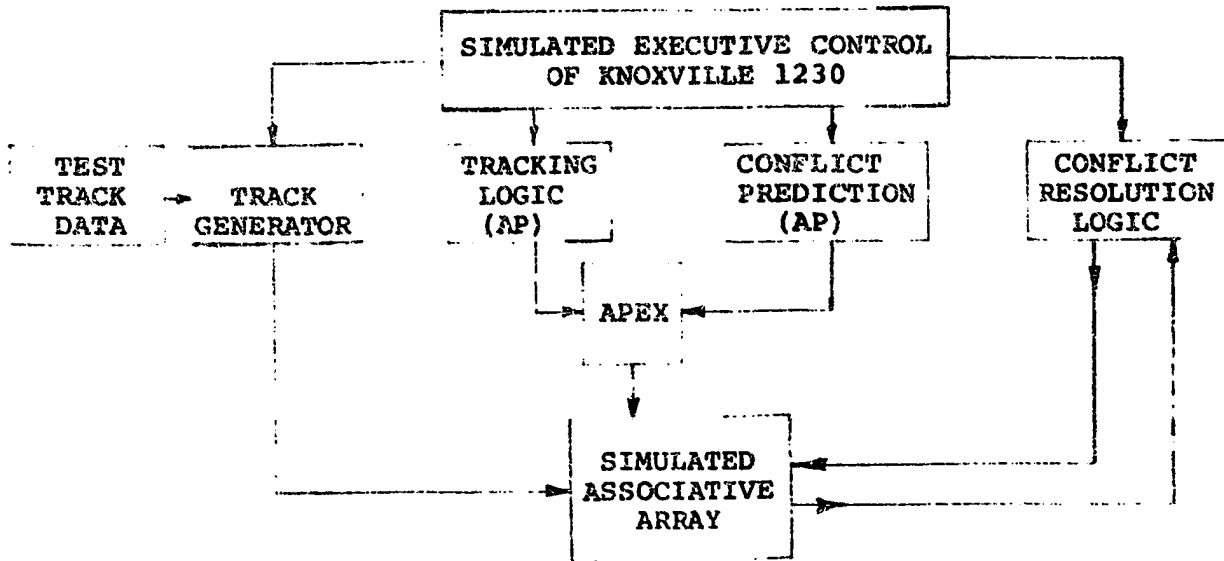 SIMULATED EXECUTIVE CONTROL
OF KNOXVILLE 1230
TEST
TRACK
DATA
TRACK
GENERATOR
TRACKING
LOGIC
(AP)
CONFLICT
PREDICTION
(AP)
CONFLICT
RESOLUTION
LOGIC
APEX
SIMULATED
ASSOCIATIVE
ARRAY